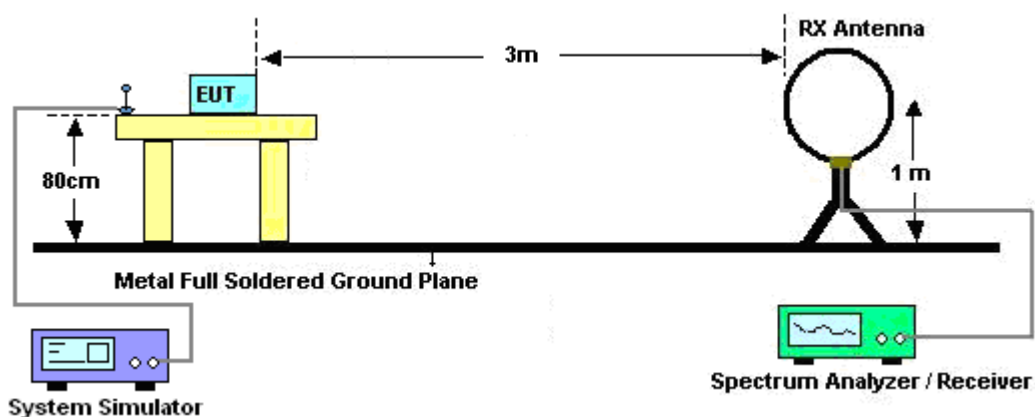 RX Antenna
3m
EUT
80cm
1 m
Metal Full Soldered Ground Plane
System Simulator
Spectrum Analyzer / Receiver